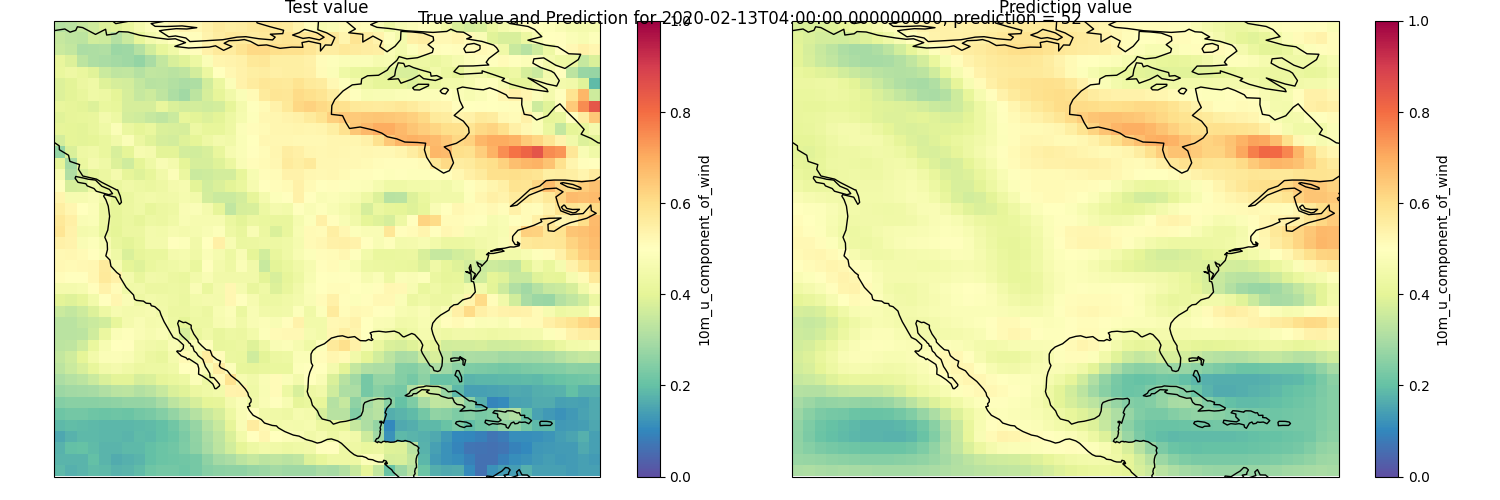 Test value
Prediction value
True value and Prediction for 2020-02-13T04:00:00.000000000, prediction = 52
1.0
0.8
0.6
0.4
0.2
0.0
10m_u_component_of_wind
1.0
0.8
0.6
0.4
0.2
0.0
10m_u_component_of_wind